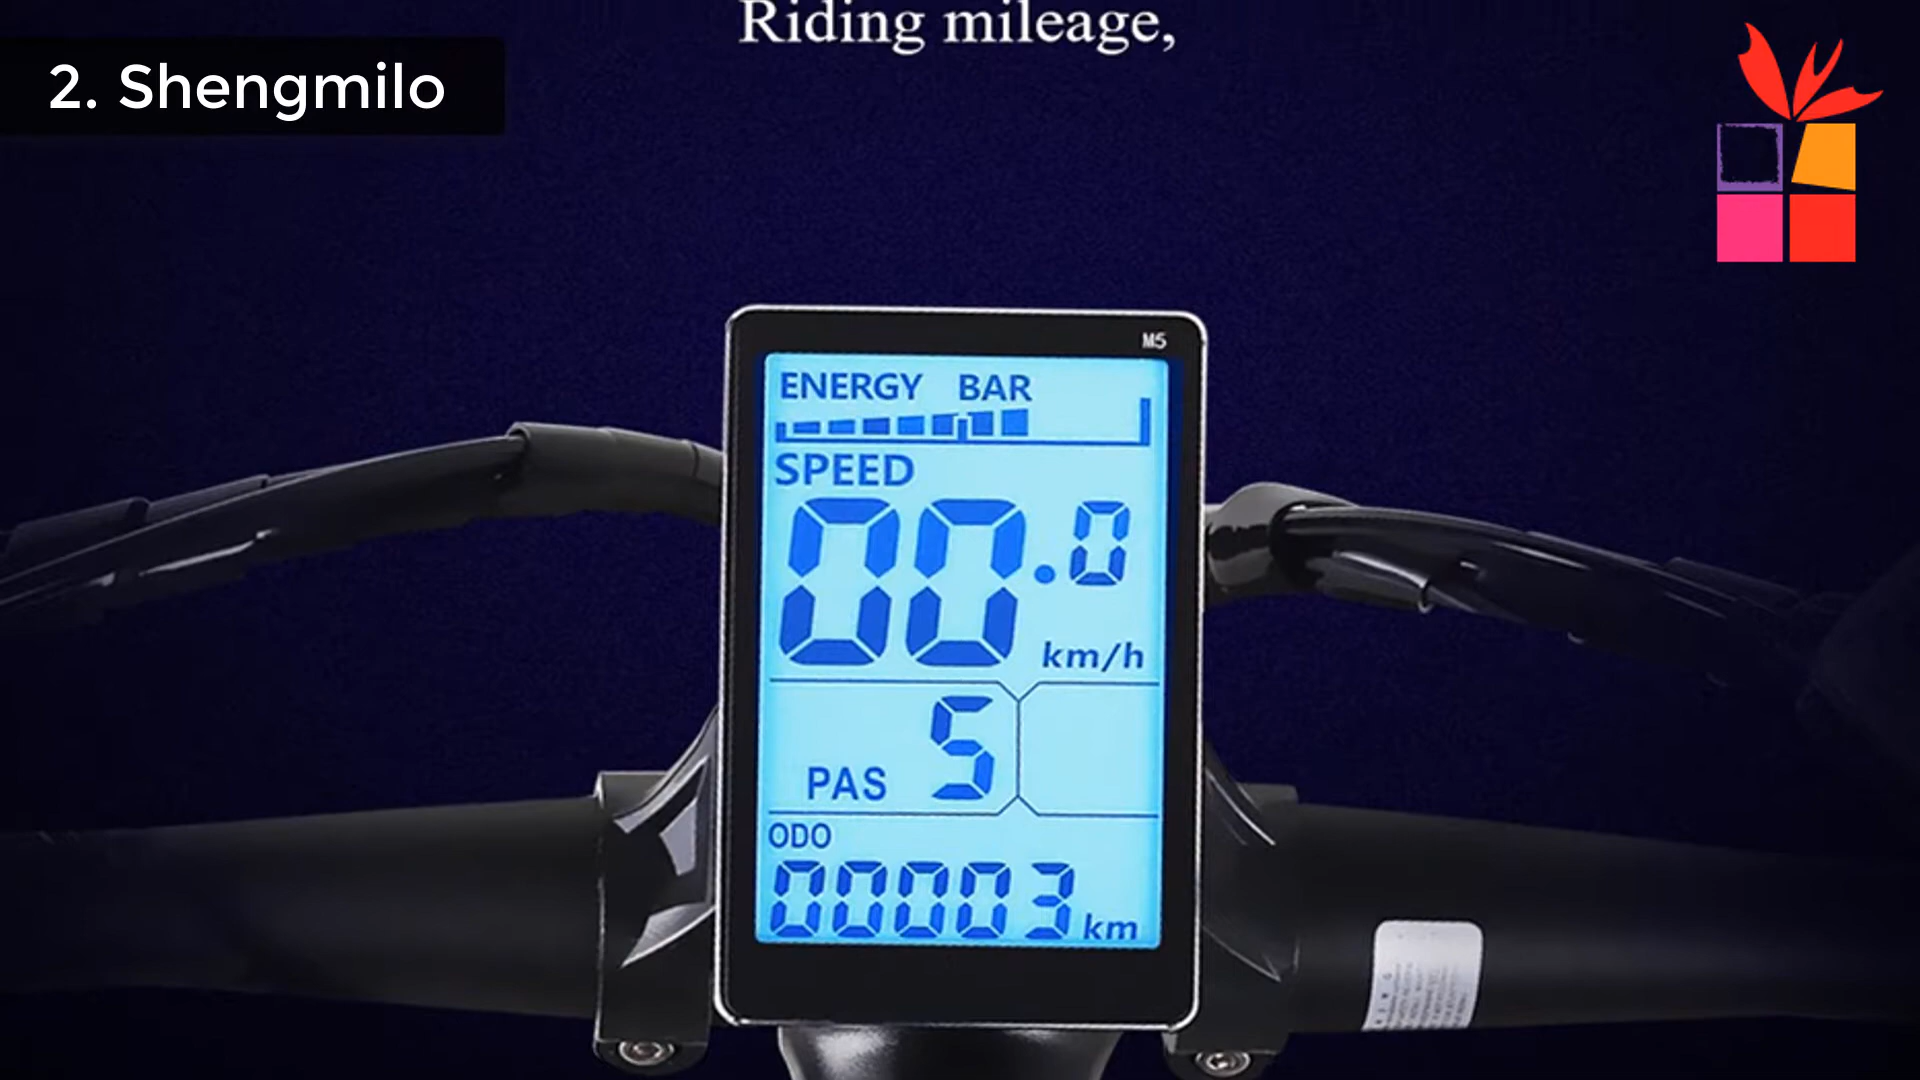 Riding mileage,
2. Shengmilo
M5
ENERGY BAR
SPEED
00.0
km/h
PAS 5
ODO
00003 km